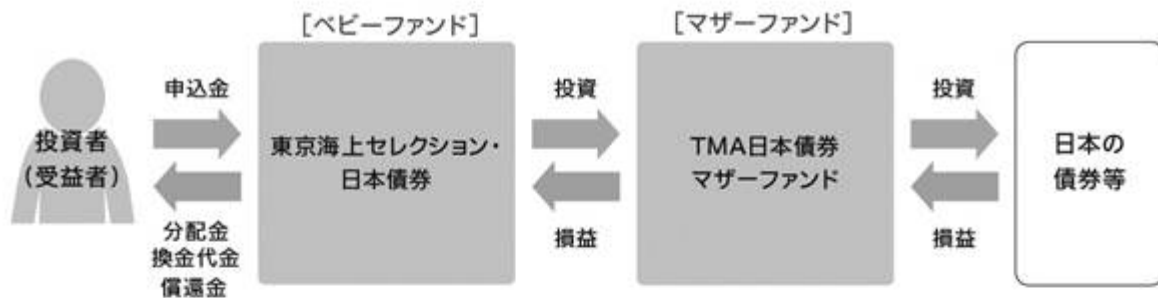 [ベビーファンド]
[マザーファンド]
投資者
(受益者)
申込金
分配金
換金代金
償還金
東京海上セレクション・
日本債券
投資
損益
TMA日本債券
マザーファンド
投資
損益
日本の
債券等